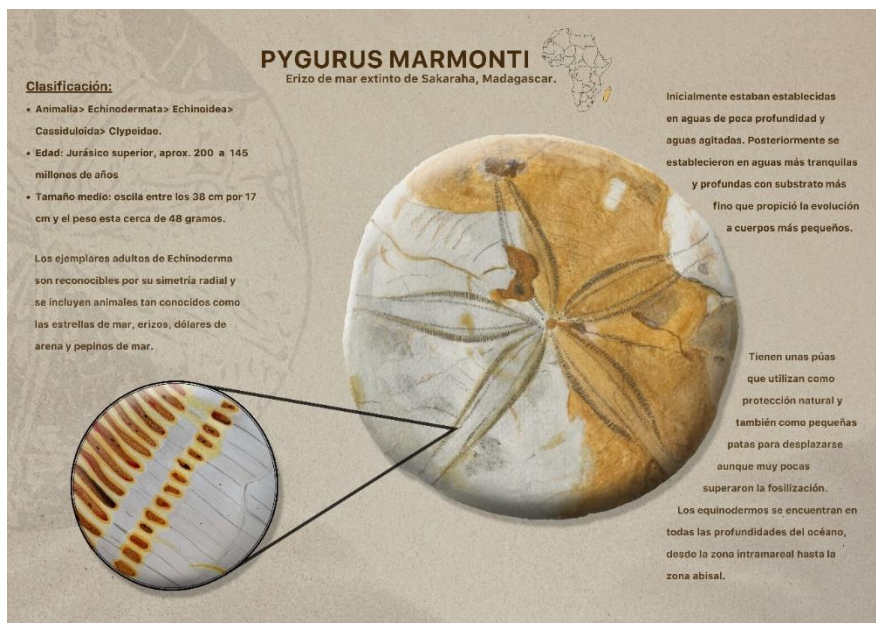 PYGURUS MARMONTI
Erizo de mar extinto de Sakaraha, Madagascar.
Clasificación:
• Animalia> Echinodermata> Echinoidea>
Cassiduloida> Clypeidae.
• Edad: Jurásico superior, aprox. 200 a 145
millones de años
• Tamaño medio: oscila entre los 38 cm por 17
cm y el peso esta cerca de 48 gramos.
Los ejemplares adultos de Echinoderma
son reconocibles por su simetría radial y
se incluyen animales tan conocidos como
las estrellas de mar, erizos, dólares de
arena y pepinos de mar.
Inicialmente estaban establecidas
en aguas de poca profundidad y
aguas agitadas. Posteriormente se
establecieron en aguas más tranquilas
y profundas con substrato más
fino que propició la evolución
a cuerpos más pequeños.
Tienen unas púas
que utilizan como
protección natural y
también como pequeñas
patas para desplazarse
aunque muy pocas
superaron la fosilización.
Los equinodermos se encuentran en
todas las profundidades del océano,
desde la zona intramareal hasta la
zona abisal.